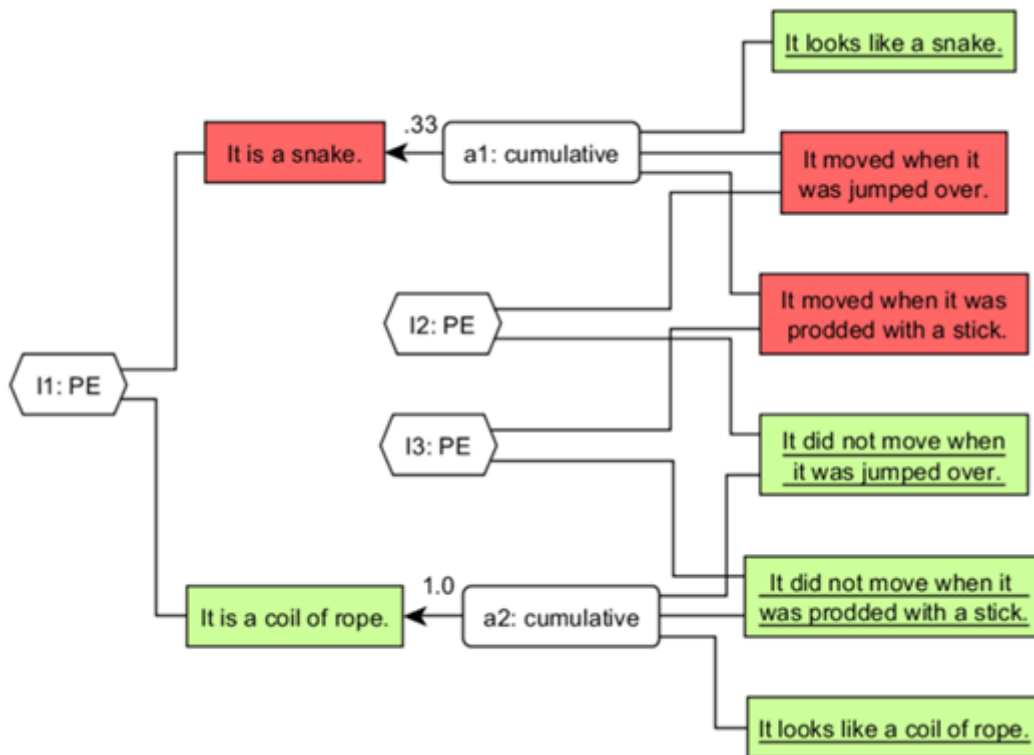 It looks like a snake.
.33
It is a snake.
a1: cumulative
It moved when it
was jumped over.
It moved when it was
prodded with a stick.
I2: PE
I1: PE
I3: PE
It did not move when
it was jumped over.
1.0
It is a coil of rope.
a2: cumulative
It did not move when it
was prodded with a stick.
It looks like a coil of rope.